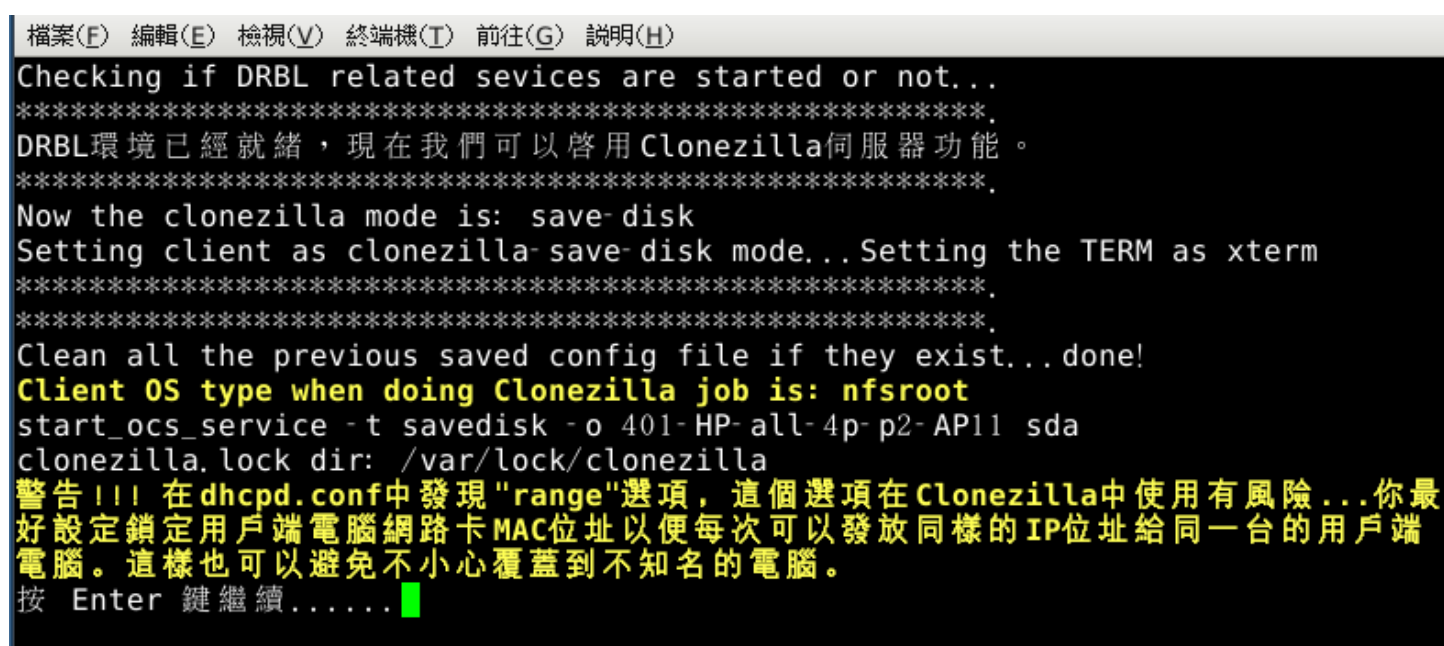 檔案(F) 編輯(E) 檢視(V) 終端機(T) 前往(G) 說明(H)
Checking if DRBL related sevices are started or not...
*****************************************************.
DRBL環境已經就緒，現在我們可以啓用Clonezilla伺服器功能。
*****************************************************.
Now the clonezilla mode is: save-disk
Setting client as clonezilla-save-disk mode...Setting the TERM as xterm
*****************************************************.
*****************************************************.
Clean all the previous saved config file if they exist...done!
Client OS type when doing Clonezilla job is: nfsroot
start_ocs_service -t savedisk -o 401-HP-all-4p-p2-AP11 sda
clonezilla.lock dir: /var/lock/clonezilla
警告!!! 在dhcpd.conf中發現"range"選項, 這個選項在Clonezilla中使用有風險...你最
好設定鎖定用戶端電腦網路卡MAC位址以便每次可以發放同樣的IP位址給同一台的用戶端
電腦。這樣也可以避免不小心覆蓋到不知名的電腦。
按 Enter 鍵繼續......